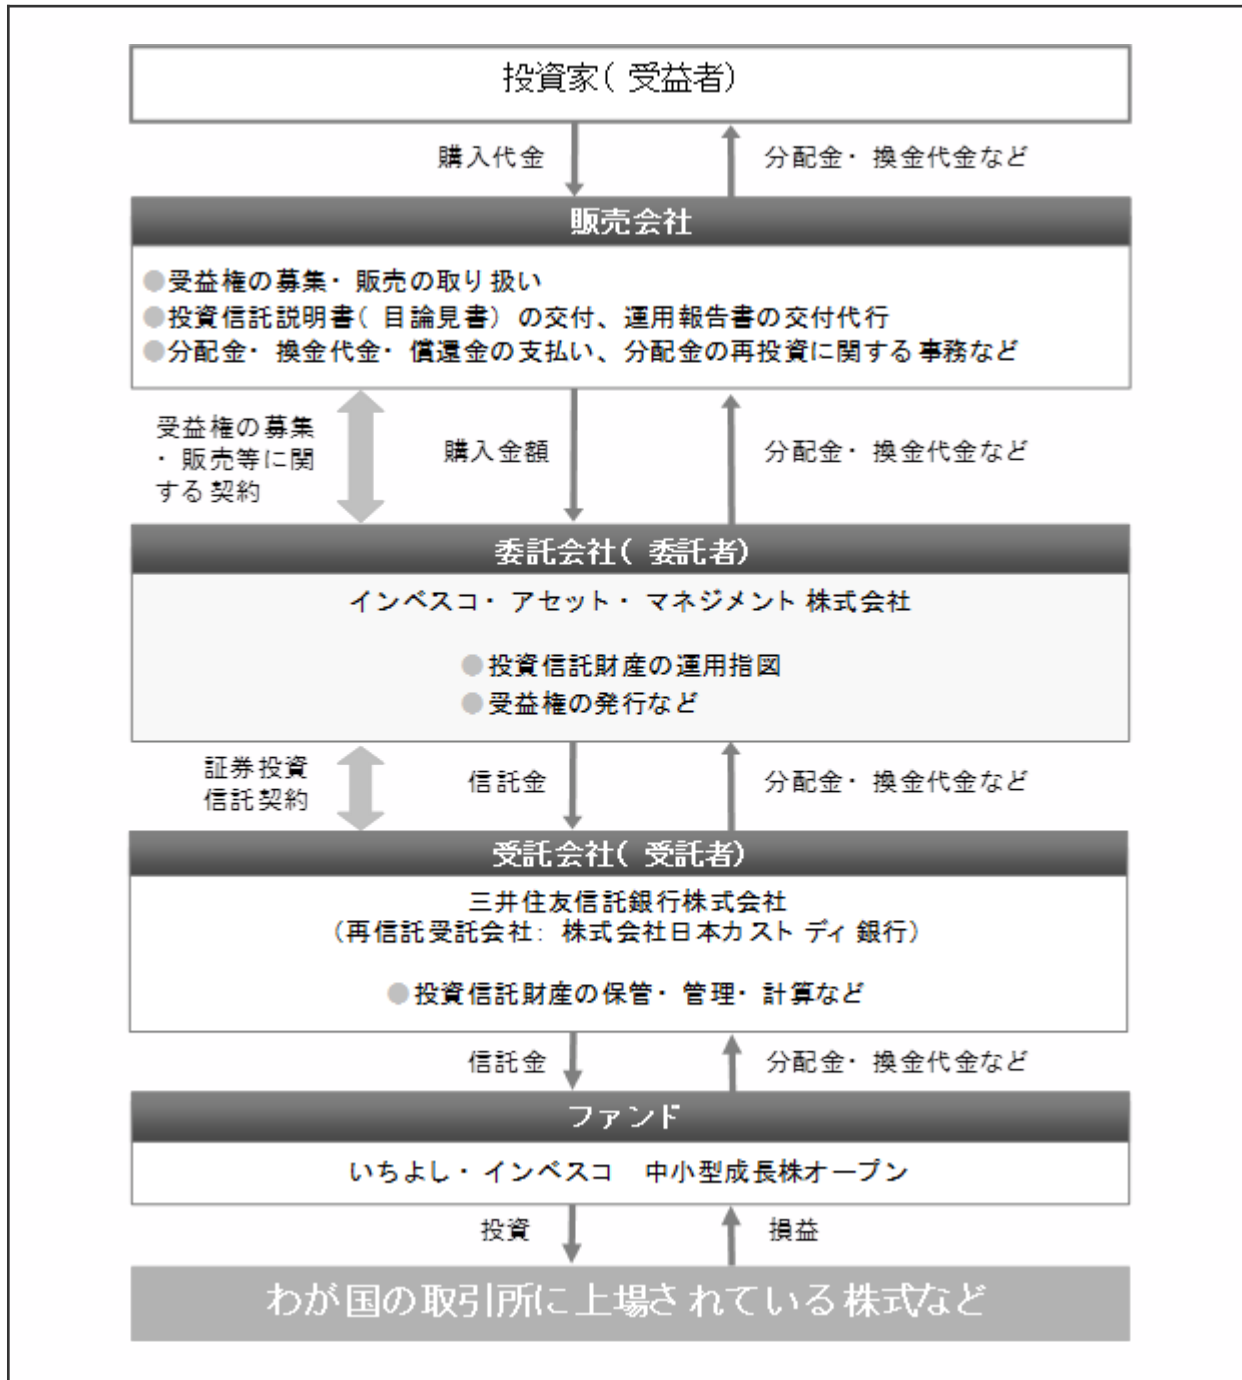 投資家(受益者)
購入代金
分配金・換金代金など
販売会社
●受益権の募集・販売の取り扱い
●投資信託説明書(目論見書)の交付、運用報告書の交付代行
●分配金・換金代金・償還金の支払い、分配金の再投資に関する事務など
受益権の募集
・販売等に関
する契約
購入金額
分配金・換金代金など
委託会社(委託者)
インベスコ・アセット・マネジメント株式会社
●投資信託財産の運用指図
●受益権の発行など
証券投資
信託契約
信託金
分配金・換金代金など
受託会社(受託者)
三井住友信託銀行株式会社
(再信託受託会社:株式会社日本カストディ銀行)
●投資信託財産の保管・管理・計算など
信託金
分配金・換金代金など
ファンド
いちよし・インベスコ 中小型成長株オープン
投資
損益
わが国の取引所に上場されている株式など